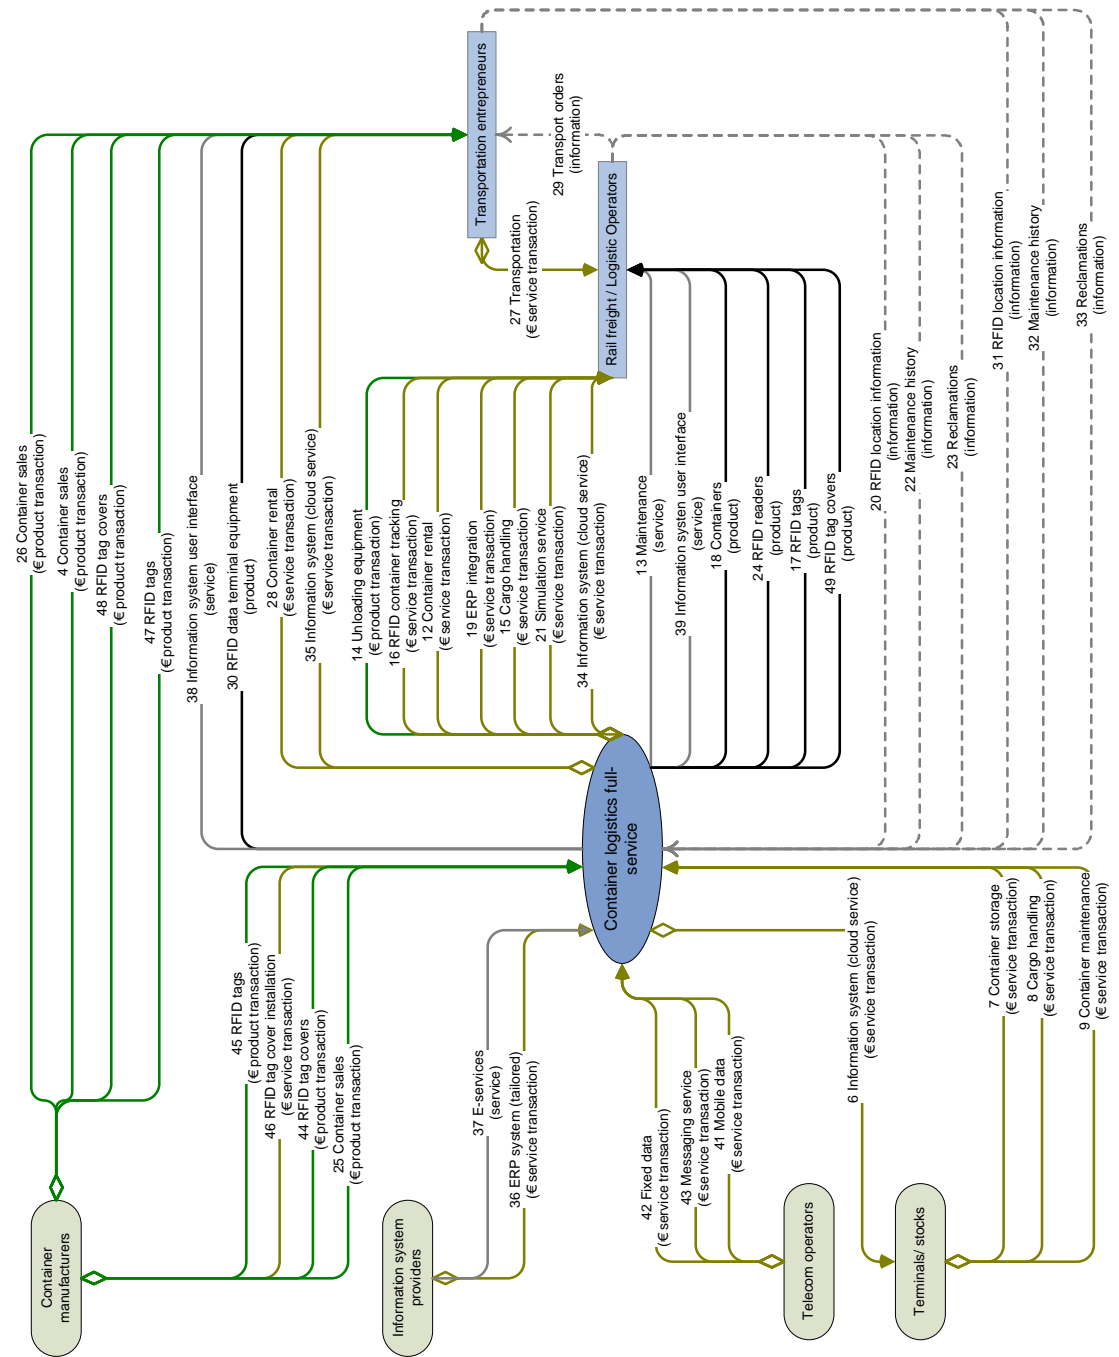 26 Container sales
(€ product transaction)
4 Container sales
(€ product transaction)
48 RFID tag covers
(€ product transaction)
47 RFID tags
(€ product transaction)
38 Information system user interface
(service)
30 RFID data terminal equipment
(product)
28 Container rental
(€ service transaction)
35 Information system (cloud service)
(€ service transaction)
14 Unloading equipment
(€ product transaction)
16 RFID container tracking
(€ service transaction)
12 Container rental
(€ service transaction)
19 ERP integration
(€ service transaction)
15 Cargo handling
(€ service transaction)
21 Simulation service
(€ service transaction)
34 Information system (cloud service)
(€ service transaction)
Transportation entrepreneurs
27 Transportation
(€ service transaction)
29 Transport orders
(information)
Rail freight / Logistic Operators
13 Maintenance
(service)
39 Information systen user interface
(service)
18 Containers
(product)
24 RFID readers
(product)
17 RFID tags
(product)
49 RFID tag covers
(product)
20 RFID location information
(information)
22 Maintenance history
(information)
23 Reclamations
(information)
31 RFID location information
(information)
32 Maintenance history
(information)
33 Reclamations
(information)
Container logistics full-
service
45 RFID tags
(€ product transaction)
46 RFID tag cover installation
(€ service transaction)
44 RFID tag covers
(€ product transaction)
25 Container sales
(€ product transaction)
37 E-services
(service)
36 ERP system (tailored)
(€ service transaction)
42 Fixed data
(€ service transaction)
43 Messaging service
(€ service transaction)
41 Mobile data
(€ service transaction)
6 Information system (cloud service)
(€ service transaction)
7 Container storage
(€ service transaction)
8 Cargo handling
(€ service transaction)
9 Container maintenance
(€ service transaction)
Container
manufacturers
Information system
providers
Telecom operators
Terminals/ stocks